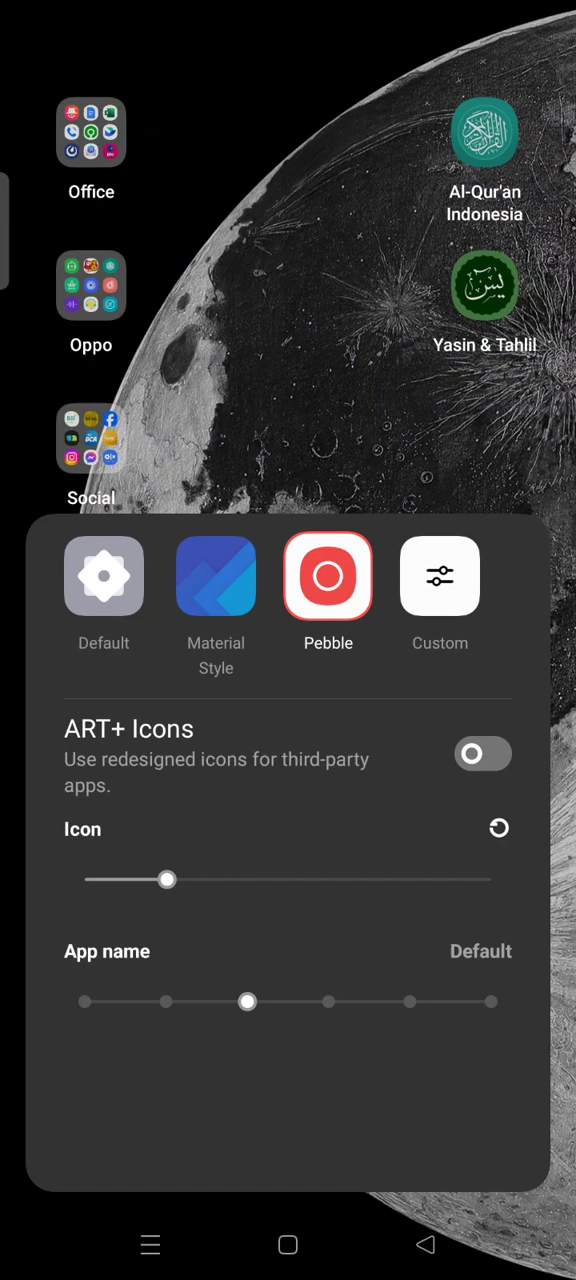 Office
Al-Qur'an
Indonesia
Oppo
Yasin & Tahlil
يس
Social
Default
Material
Style
Pebble
Custom
ART+ Icons
Use redesigned icons for third-party
apps.
Icon
App name
Default